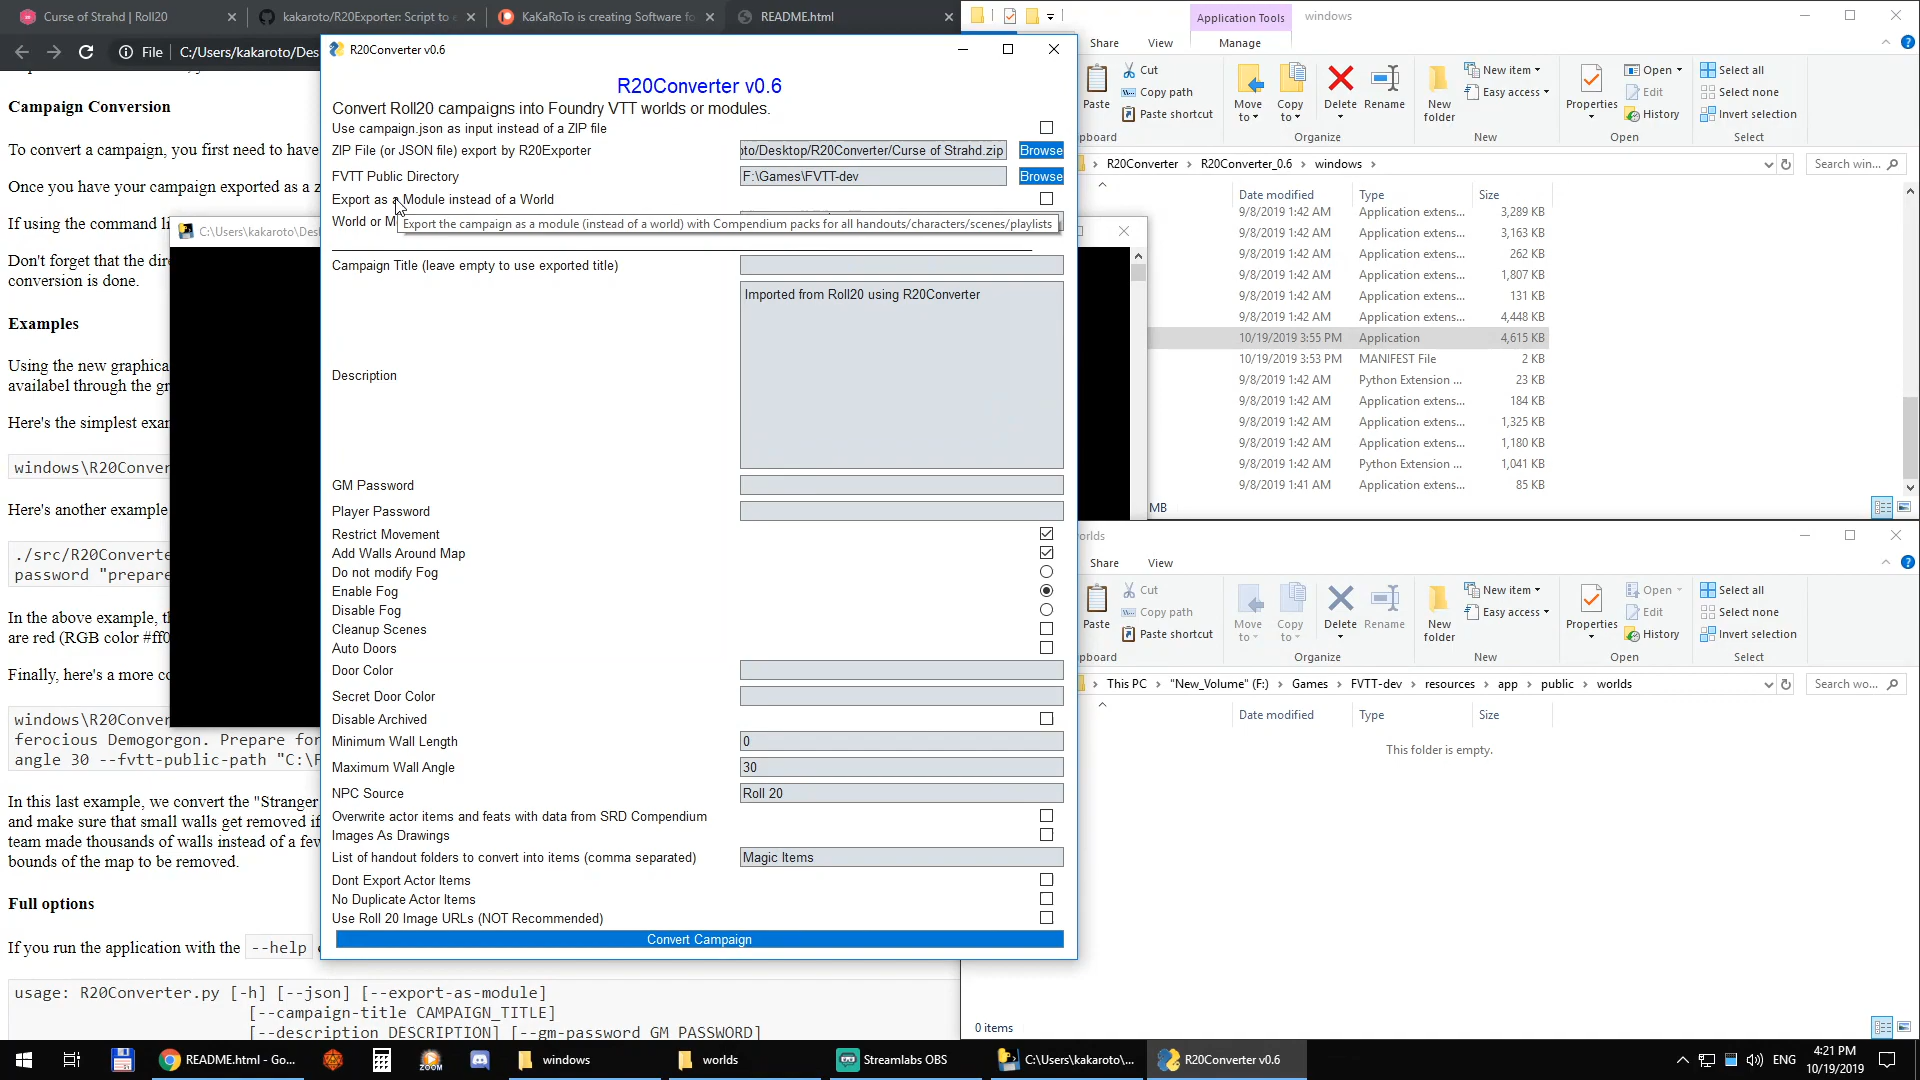 Curse of Strahd | Roll20
kakaroto/R20Exporter: Script to e
KaKaRoTo is creating Software fo
README.html
File
C:/Users/kakaroto/Des
Campaign Conversion
To convert a campaign, you first need to have
Once you have your campaign exported as a z
If using the command li
Don't forget that the dire
conversion is done.
Examples
Using the new graphica
availabel through the gr
Here's the simplest exam
windows\R20Conver
Here's another example
./src/R20Converte
password "prepare
In the above example, th
are red (RGB color #ff0
Finally, here's a more co
windows\R20Conver
ferocious Demogorgon. Prepare for
angle 30 --fvtt-public-path "C:\F
In this last example, we convert the "Stranger
and make sure that small walls get removed if
team made thousands of walls instead of a few
bounds of the map to be removed.
Full options
If you run the application with the --help
usage: R20Converter.py [-h] [--json] [--export-as-module]
[--campaign-title CAMPAIGN_TITLE]
[--description DESCRIPTION] [--gm-password GM_PASSWORD]
C:\Users\kakaroto\Des
R20Converter v0.6
R20Converter v0.6
Convert Roll20 campaigns into Foundry VTT worlds or modules.
Use campaign.json as input instead of a ZIP file
ZIP File (or JSON file) export by R20Exporter
oto/Desktop/R20Converter/Curse of Strahd.zip
Browse
FVTT Public Directory
F:\Games\FVTT-dev
Browse
Export as a Module instead of a World
World or M
Export the campaign as a module (instead of a world) with Compendium packs for all handouts/characters/scenes/playlists
Campaign Title (leave empty to use exported title)
Imported from Roll20 using R20Converter
Description
GM Password
Player Password
Restrict Movement
Add Walls Around Map
Do not modify Fog
Enable Fog
Disable Fog
Cleanup Scenes
Auto Doors
Door Color
Secret Door Color
Disable Archived
Minimum Wall Length
0
Maximum Wall Angle
30
NPC Source
Roll 20
Overwrite actor items and feats with data from SRD Compendium
Images As Drawings
List of handout folders to convert into items (comma separated)
Magic Items
Dont Export Actor Items
No Duplicate Actor Items
Use Roll 20 Image URLs (NOT Recommended)
Convert Campaign
Application Tools
windows
Share
View
Manage
Paste
Cut
Copy path
Paste shortcut
Move to
Copy to
Delete
Rename
New folder
New item
Easy access
Properties
Open
Edit
History
Select all
Select none
Invert selection
pboard
Organize
New
Open
Select
R20Converter
R20Converter_0.6
windows
Search win...
Date modified Type Size
9/8/2019 1:42 AM Application extens... 3,289 KB
9/8/2019 1:42 AM Application extens... 3,163 KB
9/8/2019 1:42 AM Application extens... 262 KB
9/8/2019 1:42 AM Application extens... 1,807 KB
9/8/2019 1:42 AM Application extens... 131 KB
9/8/2019 1:42 AM Application extens... 4,448 KB
10/19/2019 3:55 PM Application 4,615 KB
10/19/2019 3:53 PM MANIFEST File 2 KB
9/8/2019 1:42 AM Python Extension ... 23 KB
9/8/2019 1:42 AM Application extens... 184 KB
9/8/2019 1:42 AM Application extens... 1,325 KB
9/8/2019 1:42 AM Application extens... 1,180 KB
9/8/2019 1:42 AM Python Extension ... 1,041 KB
9/8/2019 1:41 AM Application extens... 85 KB
MB
orlds
Share
View
Paste
Cut
Copy path
Paste shortcut
Move to
Copy to
Delete
Rename
New folder
New item
Easy access
Properties
Open
Edit
History
Select all
Select none
Invert selection
pboard
Organize
New
Open
Select
This PC
"New_Volume" (F:)
Games
FVTT-dev
resources
app
public
worlds
Search wo...
Date modified Type Size
This folder is empty.
0 items
README.html - Go...
ZOOM
windows
worlds
Streamlabs OBS
C:\Users\kakaroto\...
R20Converter v0.6
ENG
4:21 PM
10/19/2019